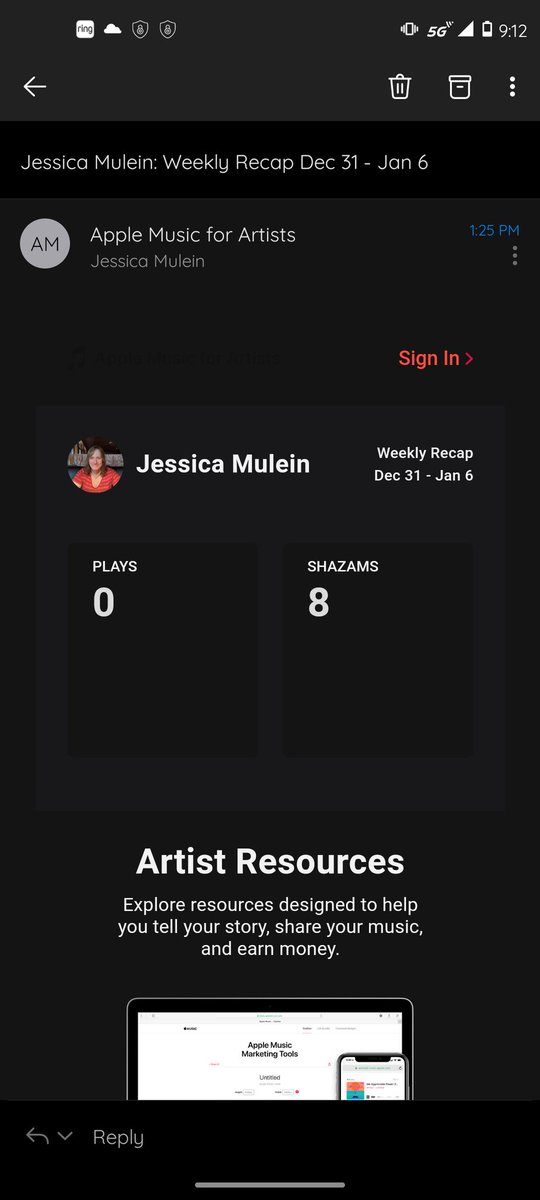 ring
5G
9:12
Jessica Mulein: Weekly Recap Dec 31 - Jan 6
AM
Apple Music for Artists
1:25 PM
Jessica Mulein
Apple Music for Artists
Sign In >
Jessica Mulein
Weekly Recap
Dec 31 - Jan 6
PLAYS
SHAZAMS
0
8
Artist Resources
Explore resources designed to help
you tell your story, share your music,
and earn money.
MUSIC
Apple Music
Marketing Tools
Untitled
Reply